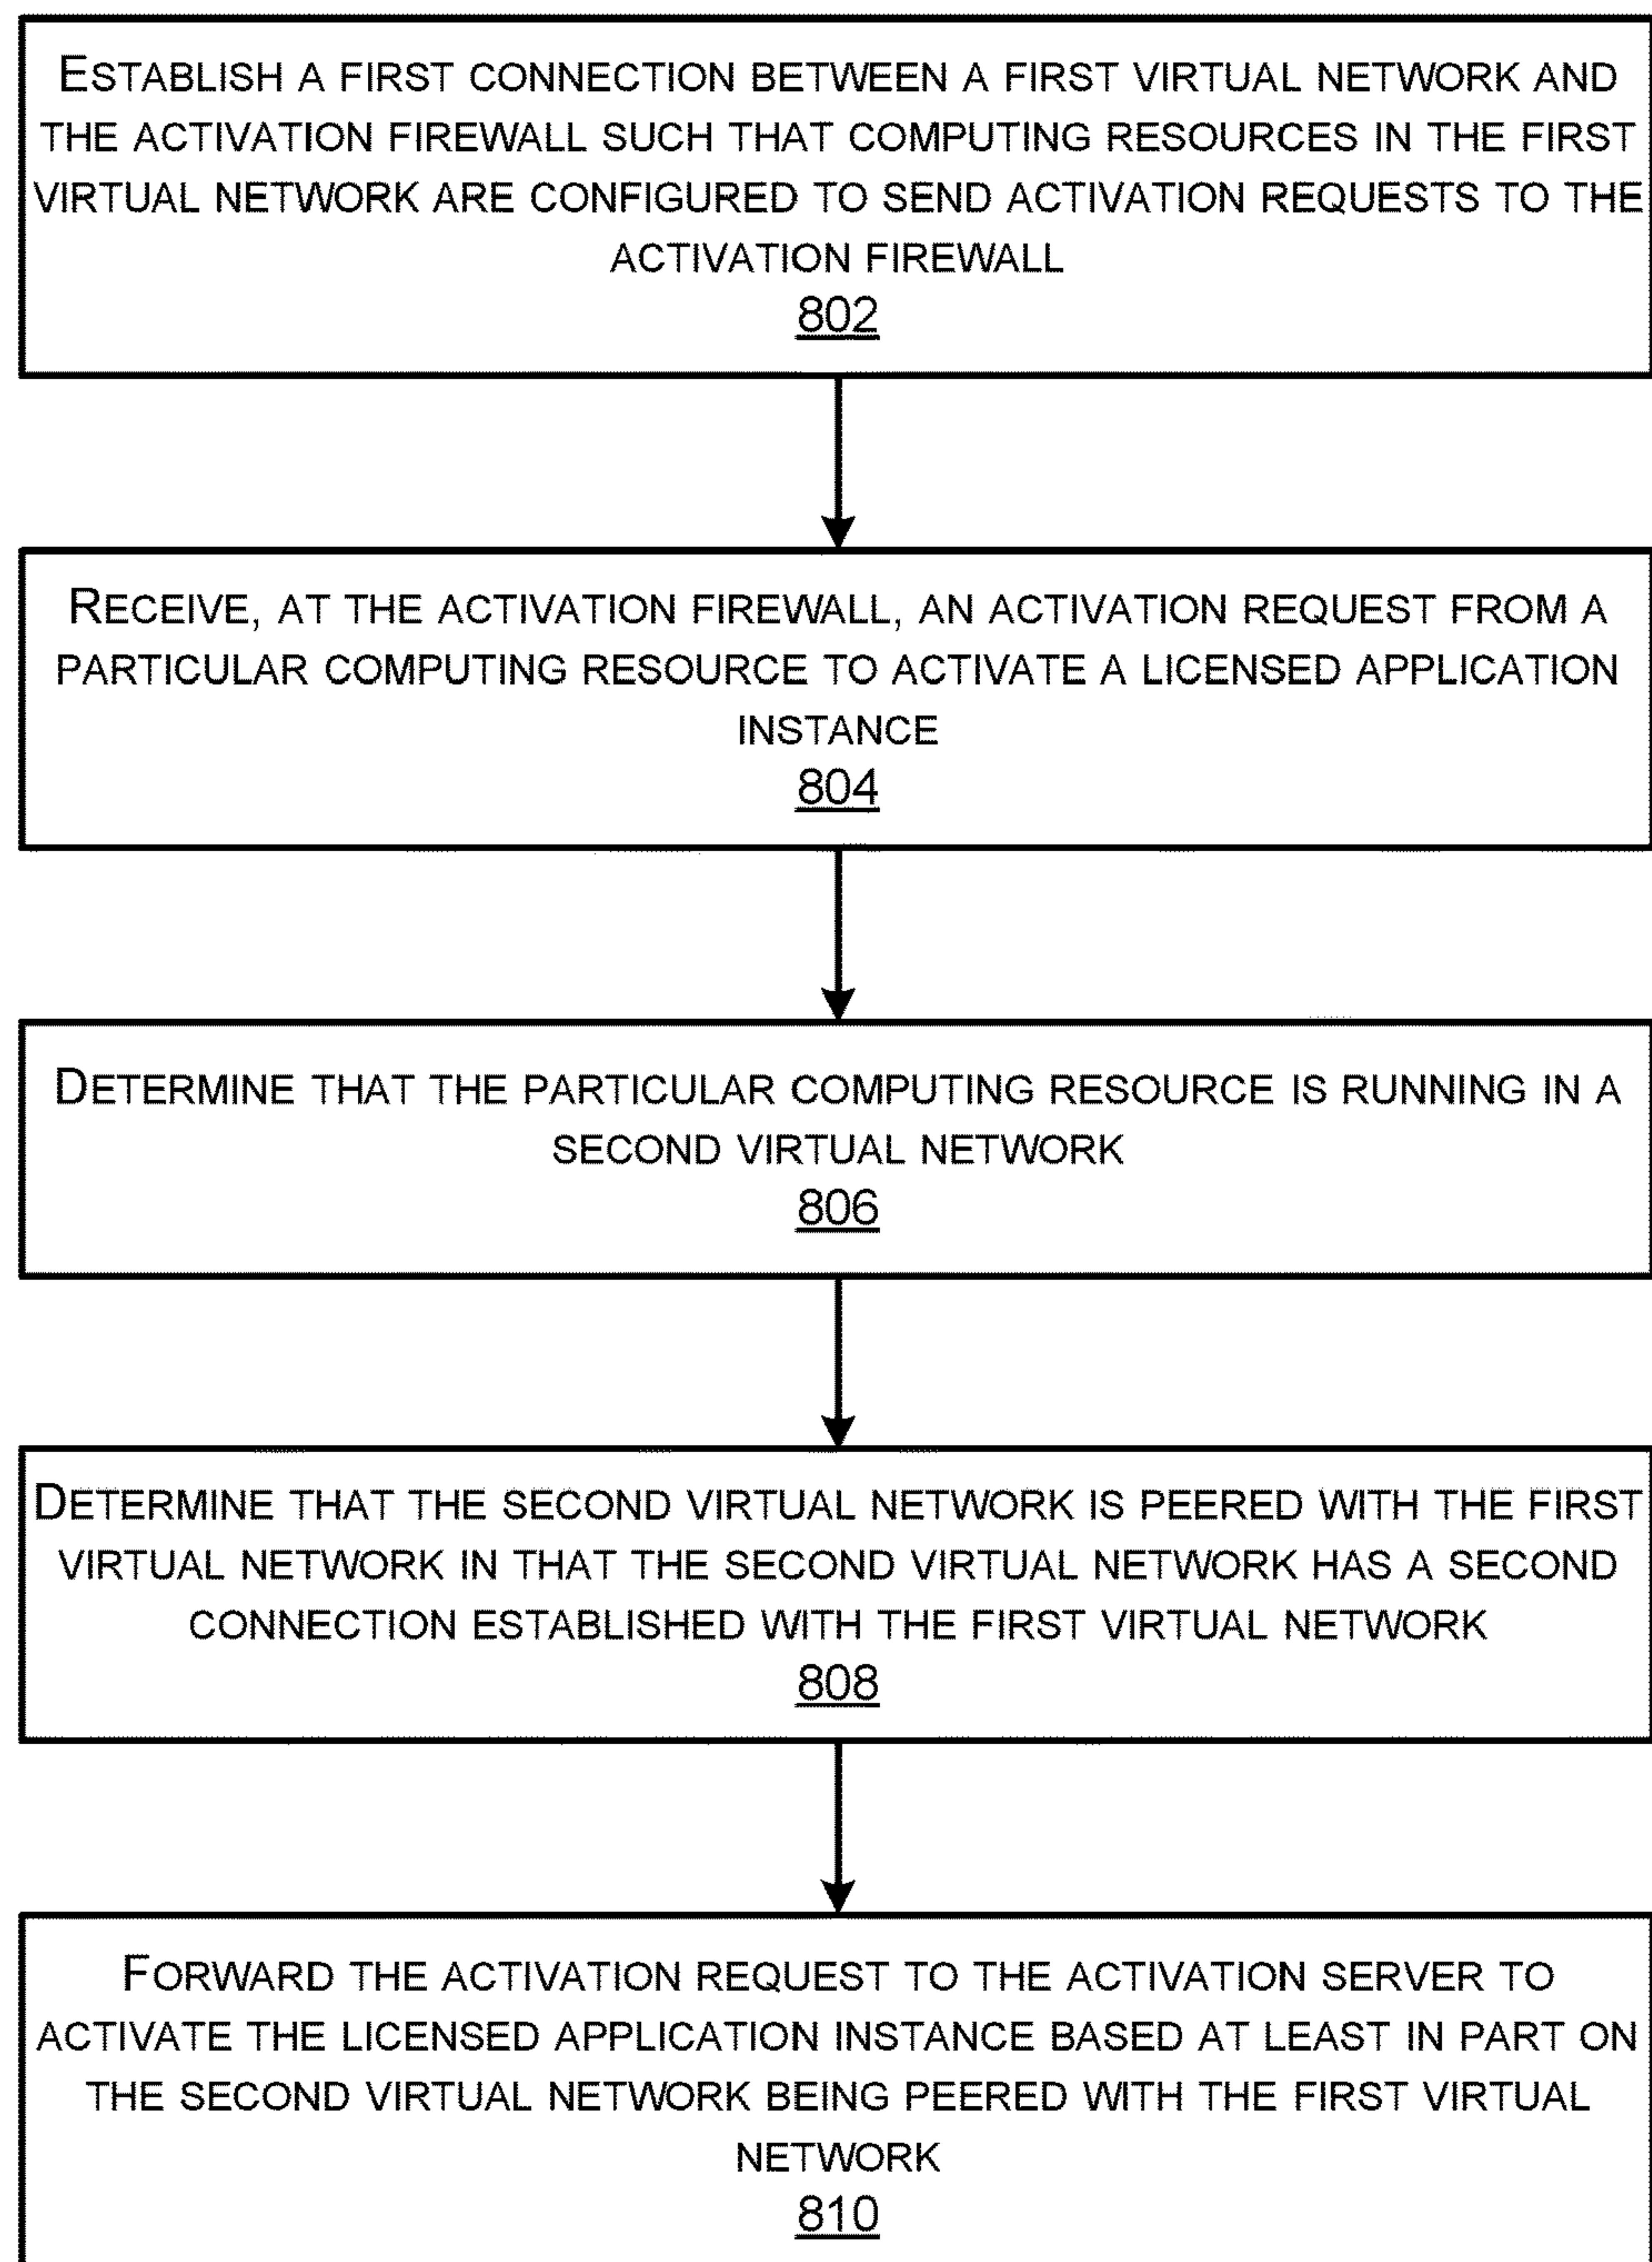 ESTABLISH A FIRST CONNECTION BETWEEN A FIRST VIRTUAL NETWORK AND
THE ACTIVATION FIREWALL SUCH THAT COMPUTING RESOURCES IN THE FIRST
VIRTUAL NETWORK ARE CONFIGURED TO SEND ACTIVATION REQUESTS TO THE
ACTIVATION FIREWALL
802
RECEIVE, AT THE ACTIVATION FIREWALL, AN ACTIVATION REQUEST FROM A
PARTICULAR COMPUTING RESOURCE TO ACTIVATE A LICENSED APPLICATION
INSTANCE
804
DETERMINE THAT THE PARTICULAR COMPUTING RESOURCE IS RUNNING IN A
SECOND VIRTUAL NETWORK
806
DETERMINE THAT THE SECOND VIRTUAL NETWORK IS PEERED WITH THE FIRST
VIRTUAL NETWORK IN THAT THE SECOND VIRTUAL NETWORK HAS A SECOND
CONNECTION ESTABLISHED WITH THE FIRST VIRTUAL NETWORK
808
FORWARD THE ACTIVATION REQUEST TO THE ACTIVATION SERVER TO
ACTIVATE THE LICENSED APPLICATION INSTANCE BASED AT LEAST IN PART ON
THE SECOND VIRTUAL NETWORK BEING PEERED WITH THE FIRST VIRTUAL
NETWORK
810